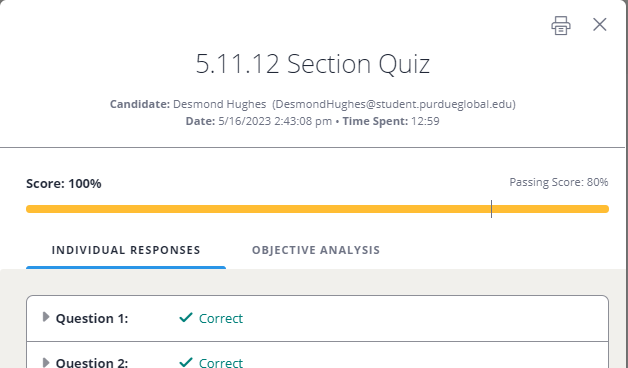 5.11.12 Section Quiz
Candidate: Desmond Hughes (DesmondHughes@student.purdueglobal.edu)
Date: 5/16/2023 2:43:08 pm • Time Spent: 12:59
Score: 100%
Passing Score: 80%
INDIVIDUAL RESPONSES
OBJECTIVE ANALYSIS
Question 1: Correct
Question 2: Correct